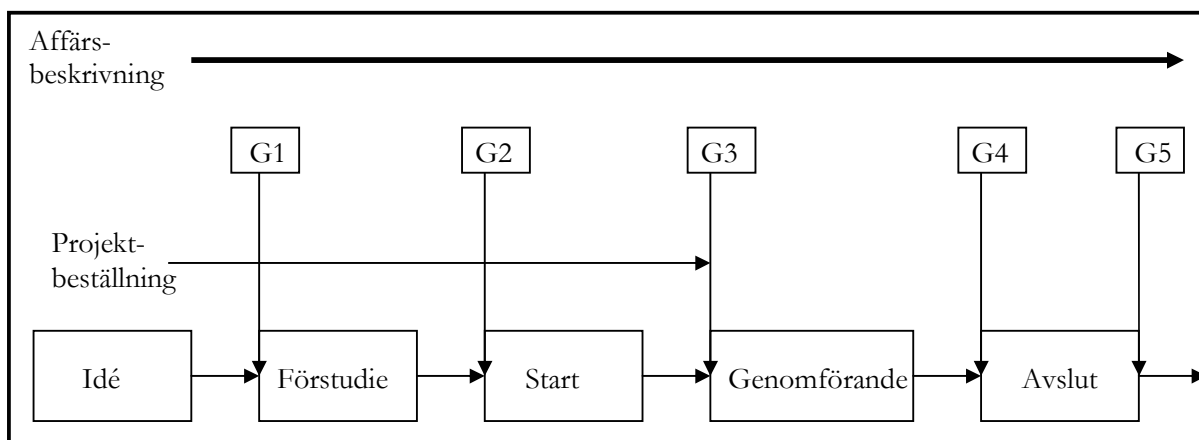 Affärs-
beskrivning
G1 G2 G3 G4 G5
Projekt-
beställning
Idé Förstudie Start Genomförande Avslut